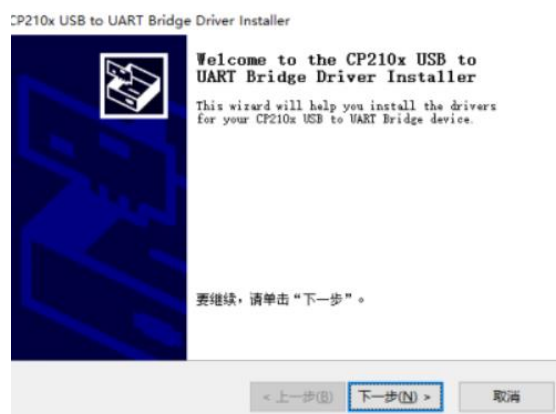 CP210x USB to UART Bridge Driver Installer
Welcome to the CP210x USB to
UART Bridge Driver Installer
This wizard will help you install the drivers
for your CP210x USB to UART Bridge device.
要继续，请单击“下一步”。
< 上一步(B)
下一步(N) >
取消